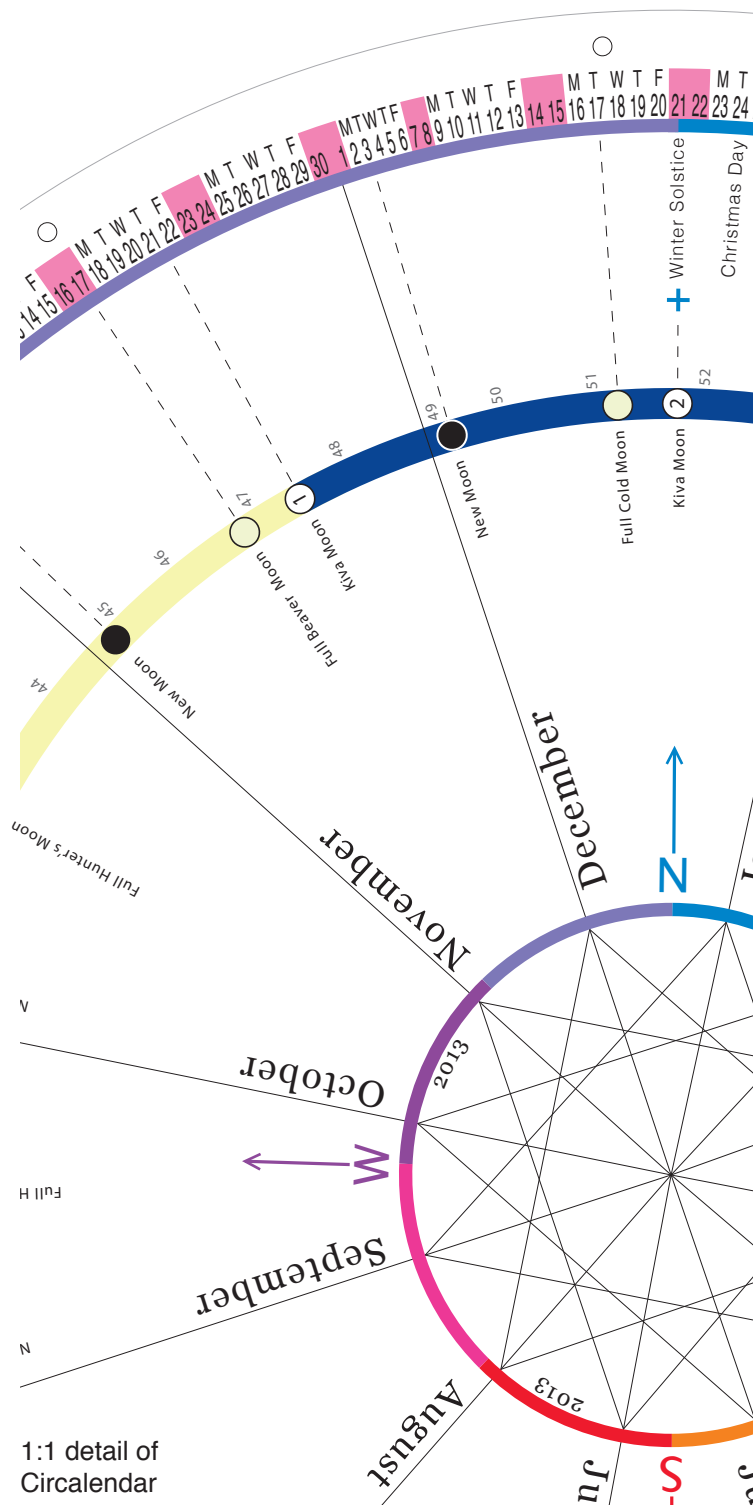 F M T W T F M T W T F M T W T F M T W T F M T W T F M T
14 15 16 17 18 19 20 21 22 23 24 25 26 27 28 29 30 1 2 3 4 5 6 7 8 9 10 11 12 13 14 15 16 17 18 19 20 21 22 23 24
Winter Solstice
Christmas Day
+
44
45
46
47
48
49
50
51
52
1
2
New Moon
Full Beaver Moon
Kiva Moon
New Moon
Full Cold Moon
Kiva Moon
Full Hunter's Moon
December
November
October
September
August
Ju
N
W
S
2013
2013
N
Full H
N
1:1 detail of
Circalendar